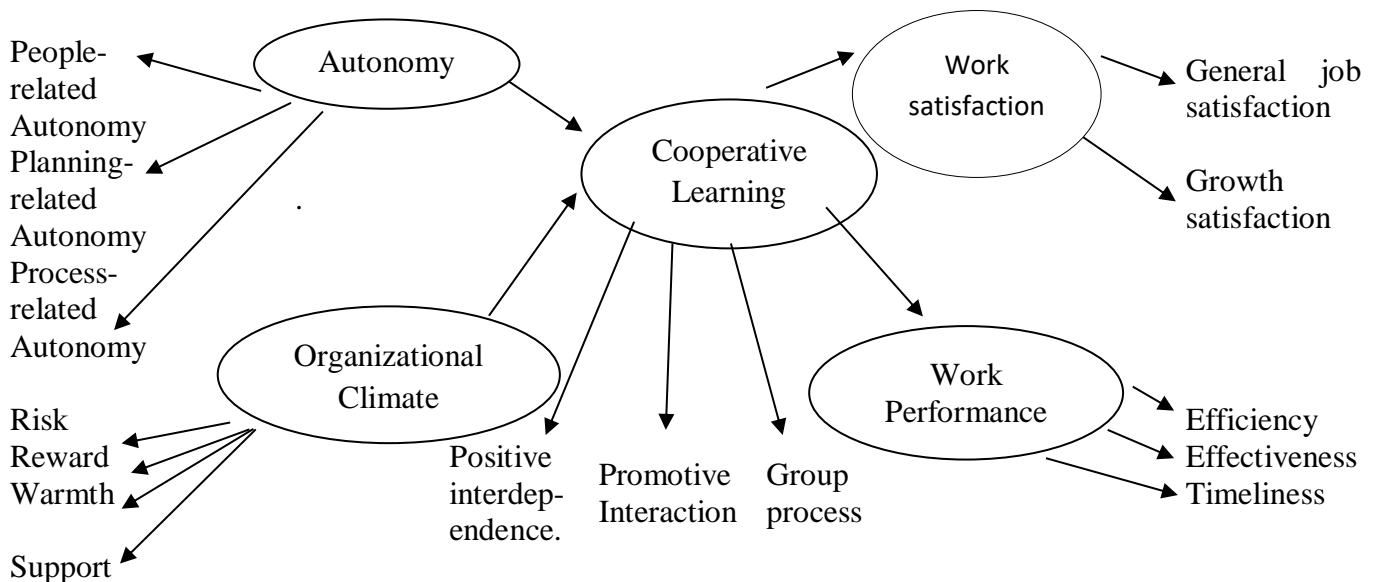 People-
related
Autonomy
Planning-
related
Autonomy
Process-
related
Autonomy
Autonomy
Cooperative
Learning
Work
satisfaction
General job
satisfaction
Growth
satisfaction
.
Organizational
Climate
Work
Performance
Risk
Reward
Warmth
Support
Positive
interdep-
endence.
Promotive
Interaction
Group
process
Efficiency
Effectiveness
Timeliness